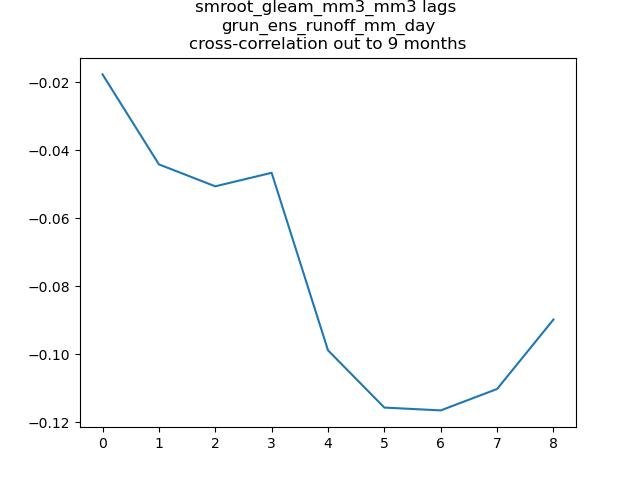 smroot_gleam_mm3_mm3 lags
grun_ens_runoff_mm_day
cross-correlation out to 9 months
−0.02
−0.04
−0.06
−0.08
−0.10
−0.12
0 1 2 3 4 5 6 7 8